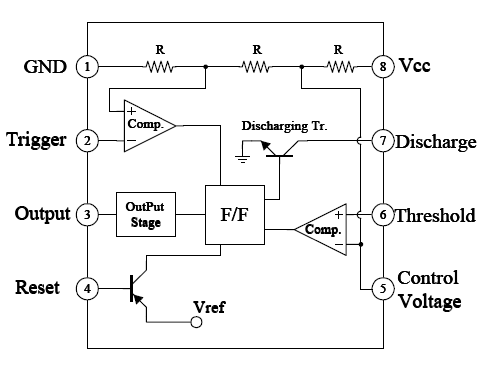 R R R
GND 1 8 Vcc
+
Comp.
−
Trigger 2
Discharging Tr.
7 Discharge
Output 3
OutPut
Stage
F/F
+
Comp.
−
6 Threshold
Reset 4
Vref
5 Control
Voltage